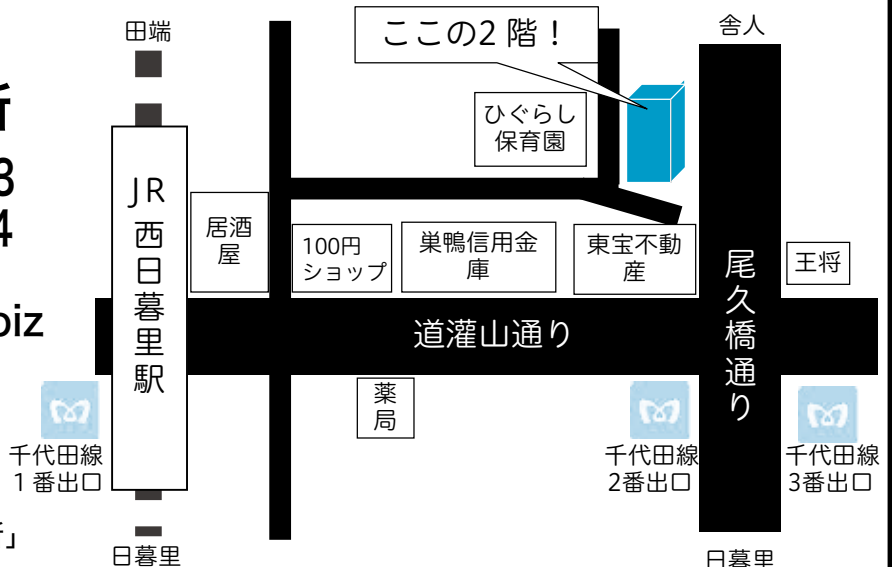 田端
ここの2 階！
舎人
所
3
4
biz
ひぐらし
保育園
JR
西日暮里駅
居酒
屋
100円
ショップ
巣鴨信用金
庫
東宝不動
産
尾久橋通り
王将
道灌山通り
薬
局
千代田線
１番出口
千代田線
2番出口
千代田線
3番出口
」
日暮里
日暮里